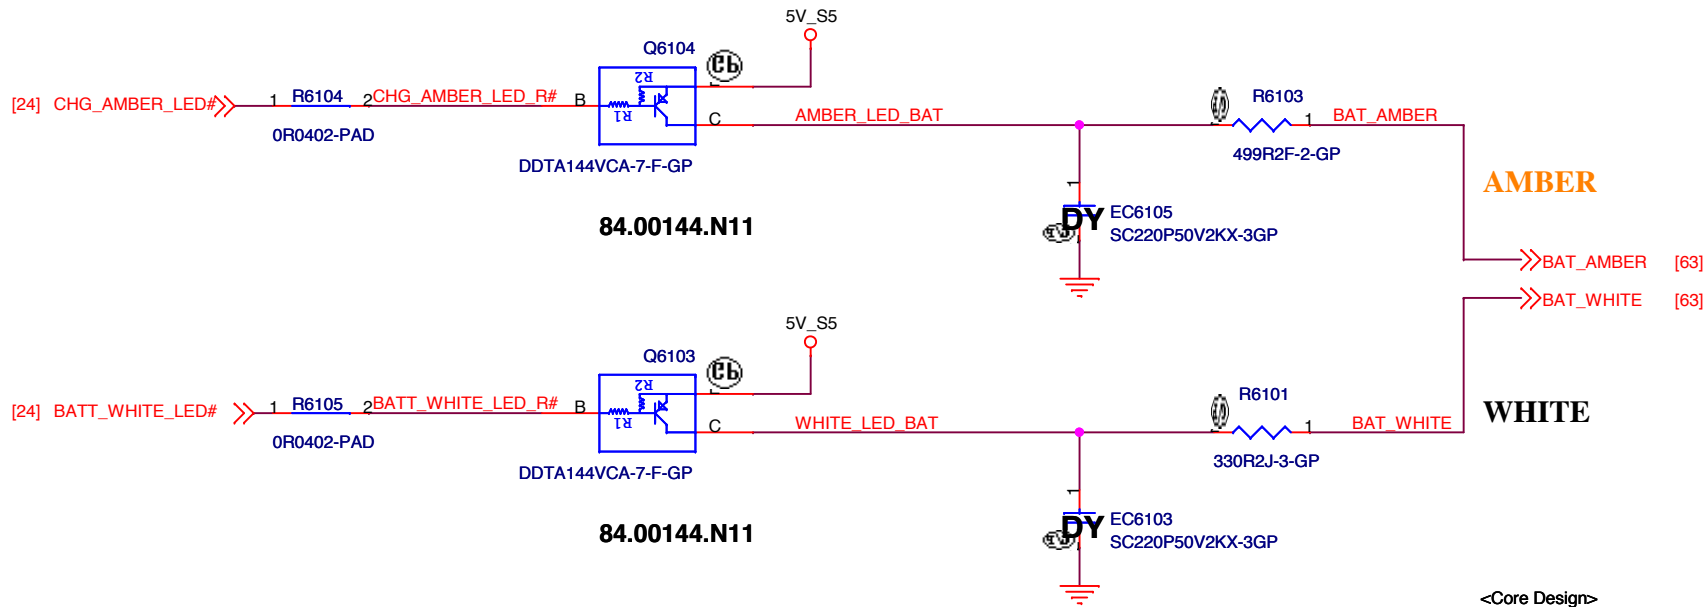 5V_S5
Q6104
R2
R1
[24] CHG_AMBER_LED#
1 R6104 2
CHG_AMBER_LED_R#
B
C
AMBER_LED_BAT
R6103
1
BAT_AMBER
0R0402-PAD
DDTA144VCA-7-F-GP
499R2F-2-GP
AMBER
84.00144.N11
1
DY
EC6105
SC220P50V2KX-3GP
BAT_AMBER [63]
BAT_WHITE [63]
5V_S5
Q6103
R2
R1
[24] BATT_WHITE_LED#
1 R6105 2
BATT_WHITE_LED_R#
B
C
WHITE_LED_BAT
R6101
1
BAT_WHITE
WHITE
0R0402-PAD
DDTA144VCA-7-F-GP
330R2J-3-GP
84.00144.N11
1
DY
EC6103
SC220P50V2KX-3GP
<Core Design>